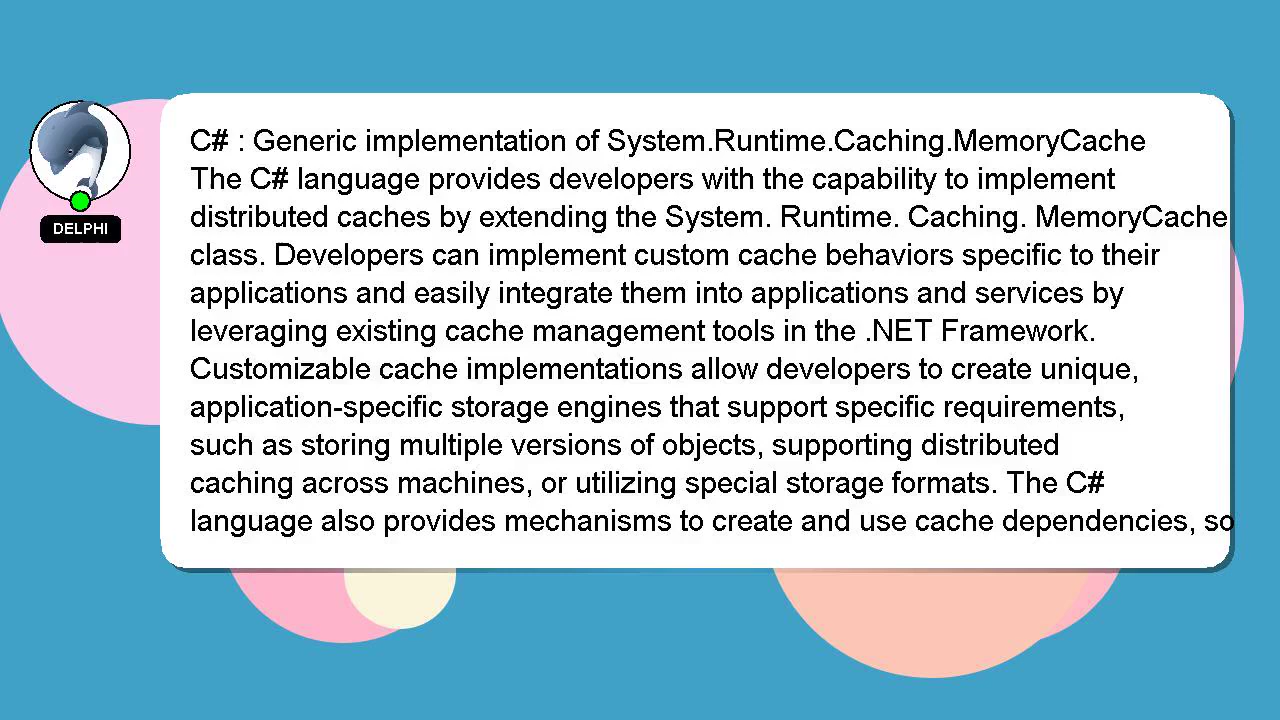 DELPHI
C# : Generic implementation of System.Runtime.Caching.MemoryCache
The C# language provides developers with the capability to implement
distributed caches by extending the System. Runtime. Caching. MemoryCache
class. Developers can implement custom cache behaviors specific to their
applications and easily integrate them into applications and services by
leveraging existing cache management tools in the .NET Framework.
Customizable cache implementations allow developers to create unique,
application-specific storage engines that support specific requirements,
such as storing multiple versions of objects, supporting distributed
caching across machines, or utilizing special storage formats. The C#
language also provides mechanisms to create and use cache dependencies, so